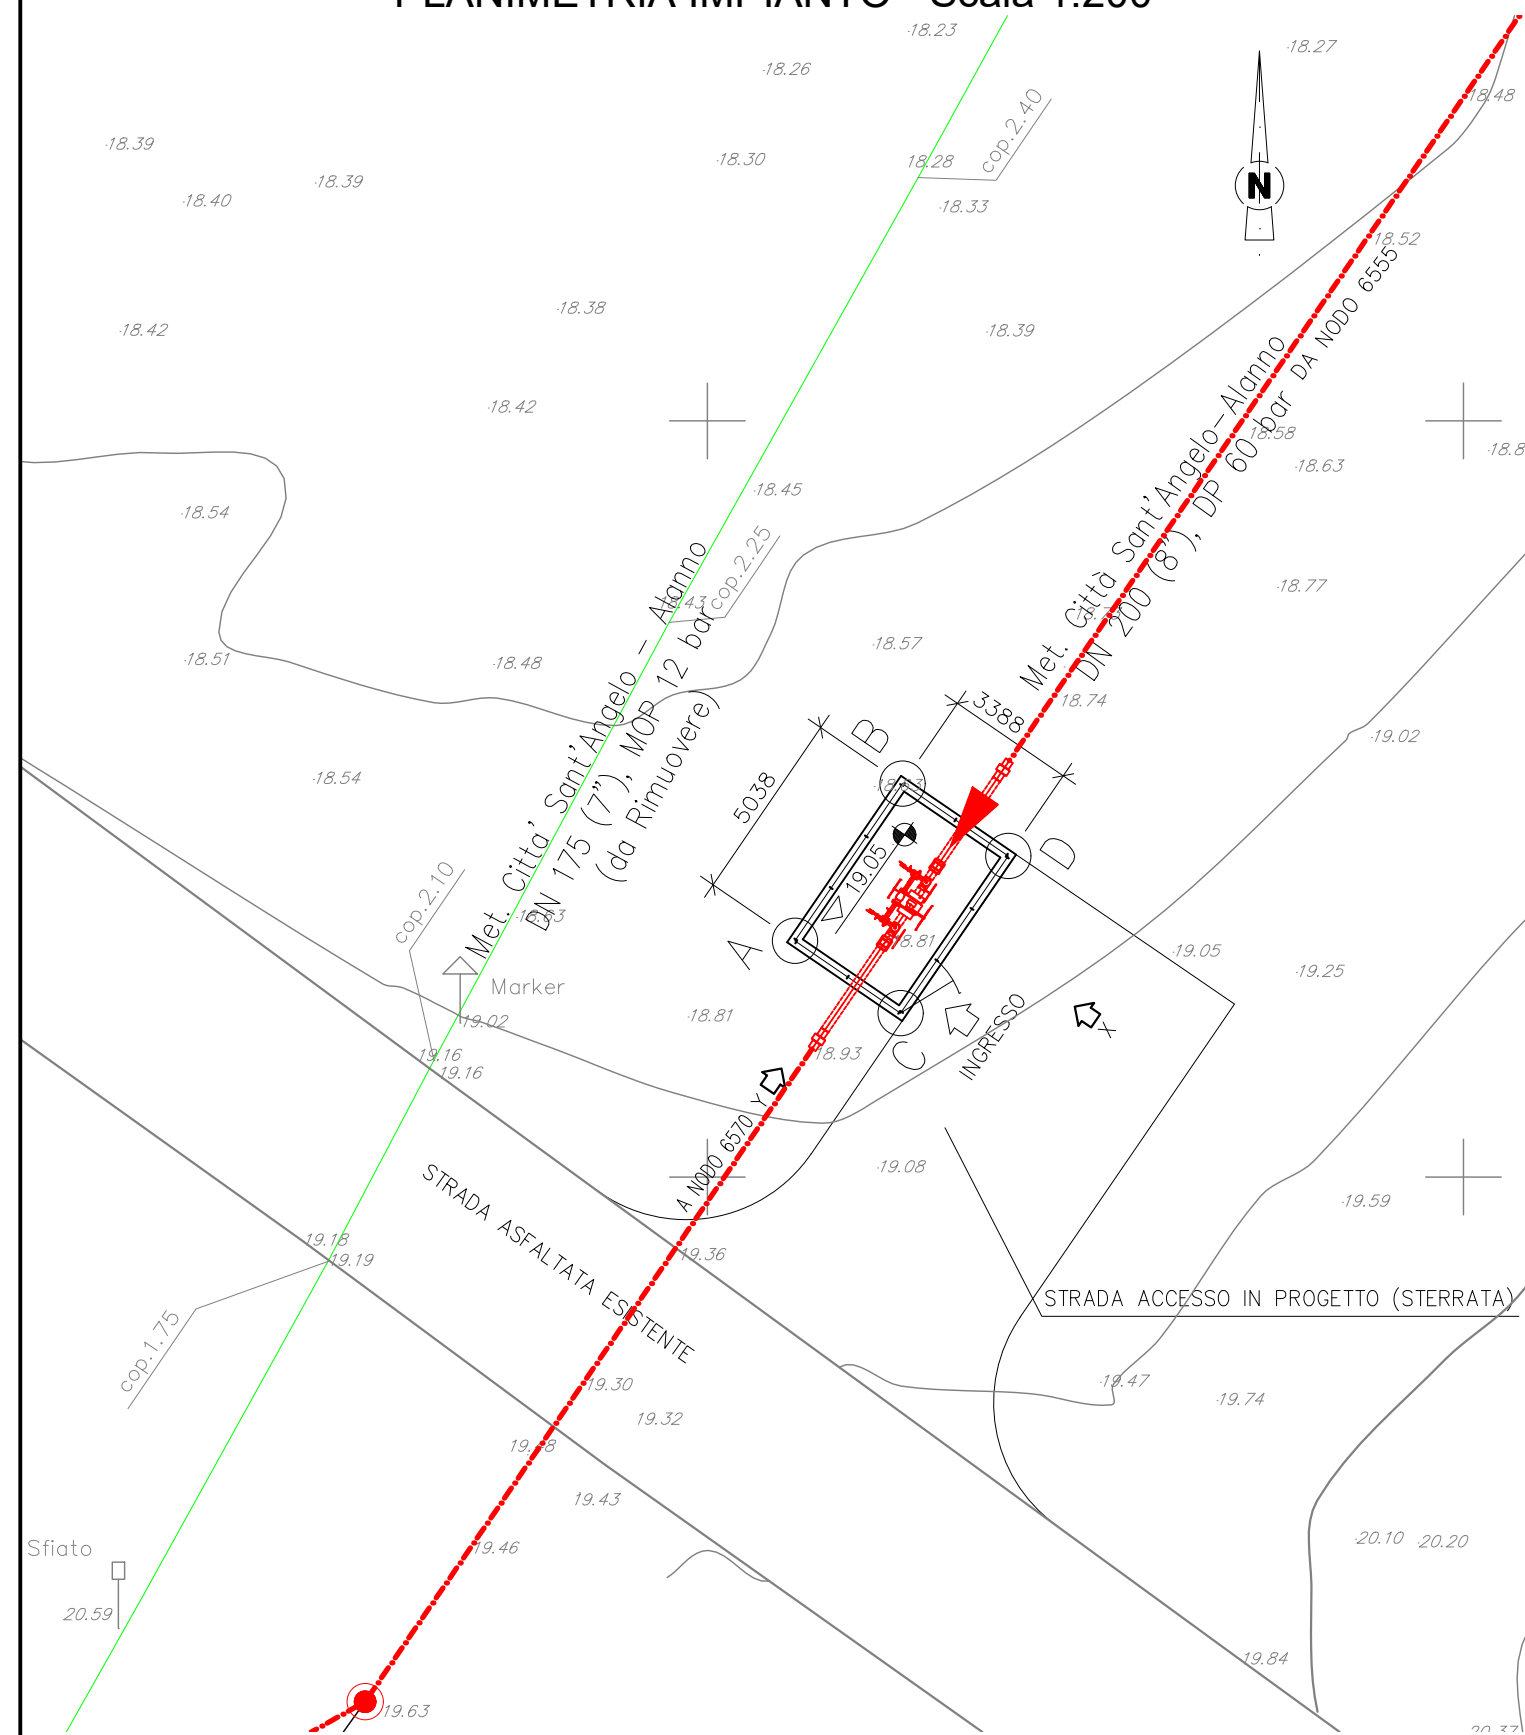 PLANIMETRIA IMPIANTO - Scala 1:200
18.23
18.27
18.26
18.48
cop.2.40
18.39
18.30
18.28
18.39
18.40
N
18.33
18.52
18.38
18.42
18.39
Met. Città Sant'Angelo-Alanno
DN 200 (8"), DP 60 bar DA NODO 6555
18.42
18.58
18.63
18.45
18.54
cop.2.25
18.43
18.77
18.57
18.51
18.48
18.74
3388
19.02
B
18.54
5038
Met. Citta' Sant'Angelo - Alanno
DN 175 (7"), MOP 12 bar
(da Rimuovere)
D
19.05
cop.2.10
18.63
18.81
A
19.05
19.25
Marker
18.81
19.02
INGRESSO
X
C
18.93
19.16
19.16
A NODO 6570 Y
19.08
STRADA ASFALTATA ESISTENTE
19.59
19.18
19.19
19.36
STRADA ACCESSO IN PROGETTO (STERRATA)
cop.1.75
19.30
19.47
19.74
19.32
19.43
20.10
20.20
19.46
Sfiato
20.59
19.84
19.63
20.37